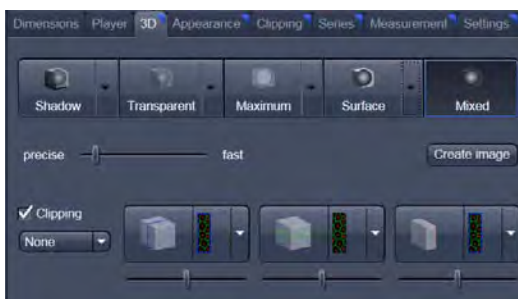 Dimensions Player 3D Appearance Clipping Series Measurement Settings
Shadow Transparent Maximum Surface Mixed
precise fast Create image
Clipping
None